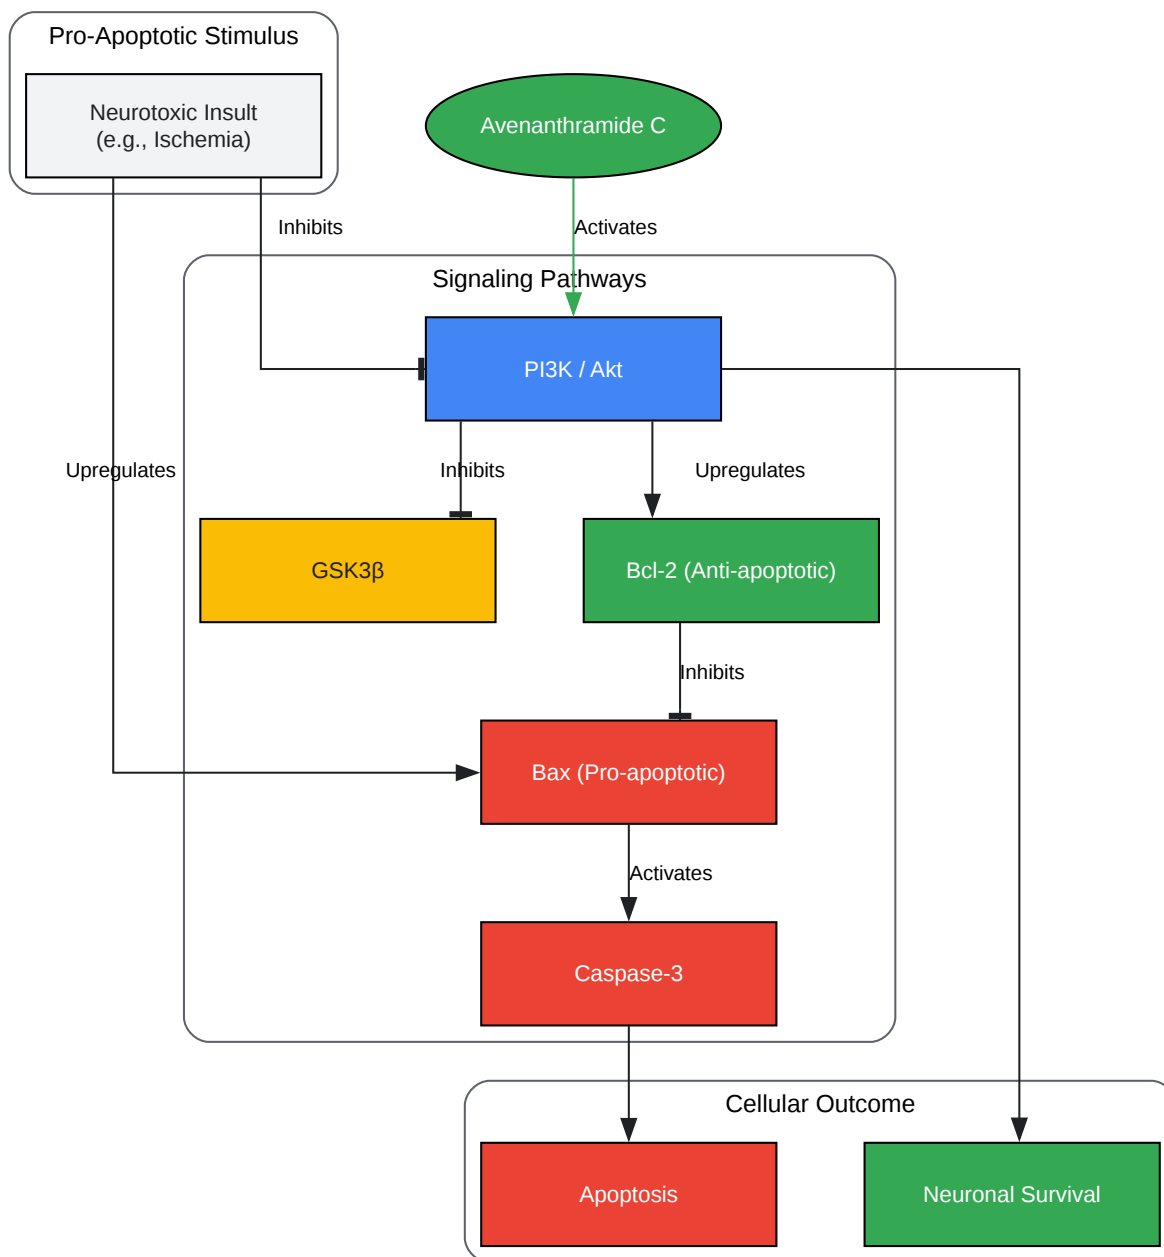 Pro-Apoptotic Stimulus
Neurotoxic Insult
(e.g., Ischemia)
Avenanthramide C
Inhibits
Activates
Signaling Pathways
PI3K / Akt
Upregulates
Inhibits
Upregulates
GSK3β
Bcl-2 (Anti-apoptotic)
Inhibits
Bax (Pro-apoptotic)
Activates
Caspase-3
Cellular Outcome
Apoptosis
Neuronal Survival